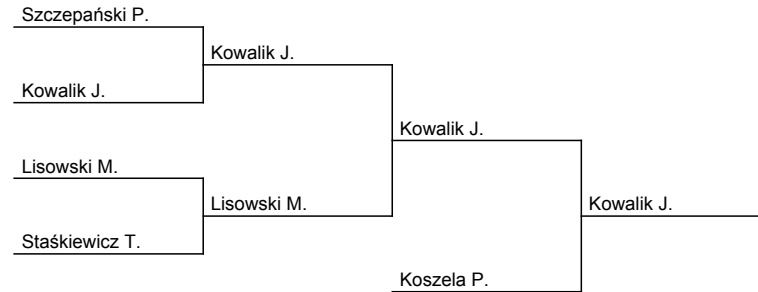 Szczepański P.
Kowalik J.
Kowalik J.
Kowalik J.
Lisowski M.
Lisowski M.
Kowalik J.
Staśkiewicz T.
Koszela P.